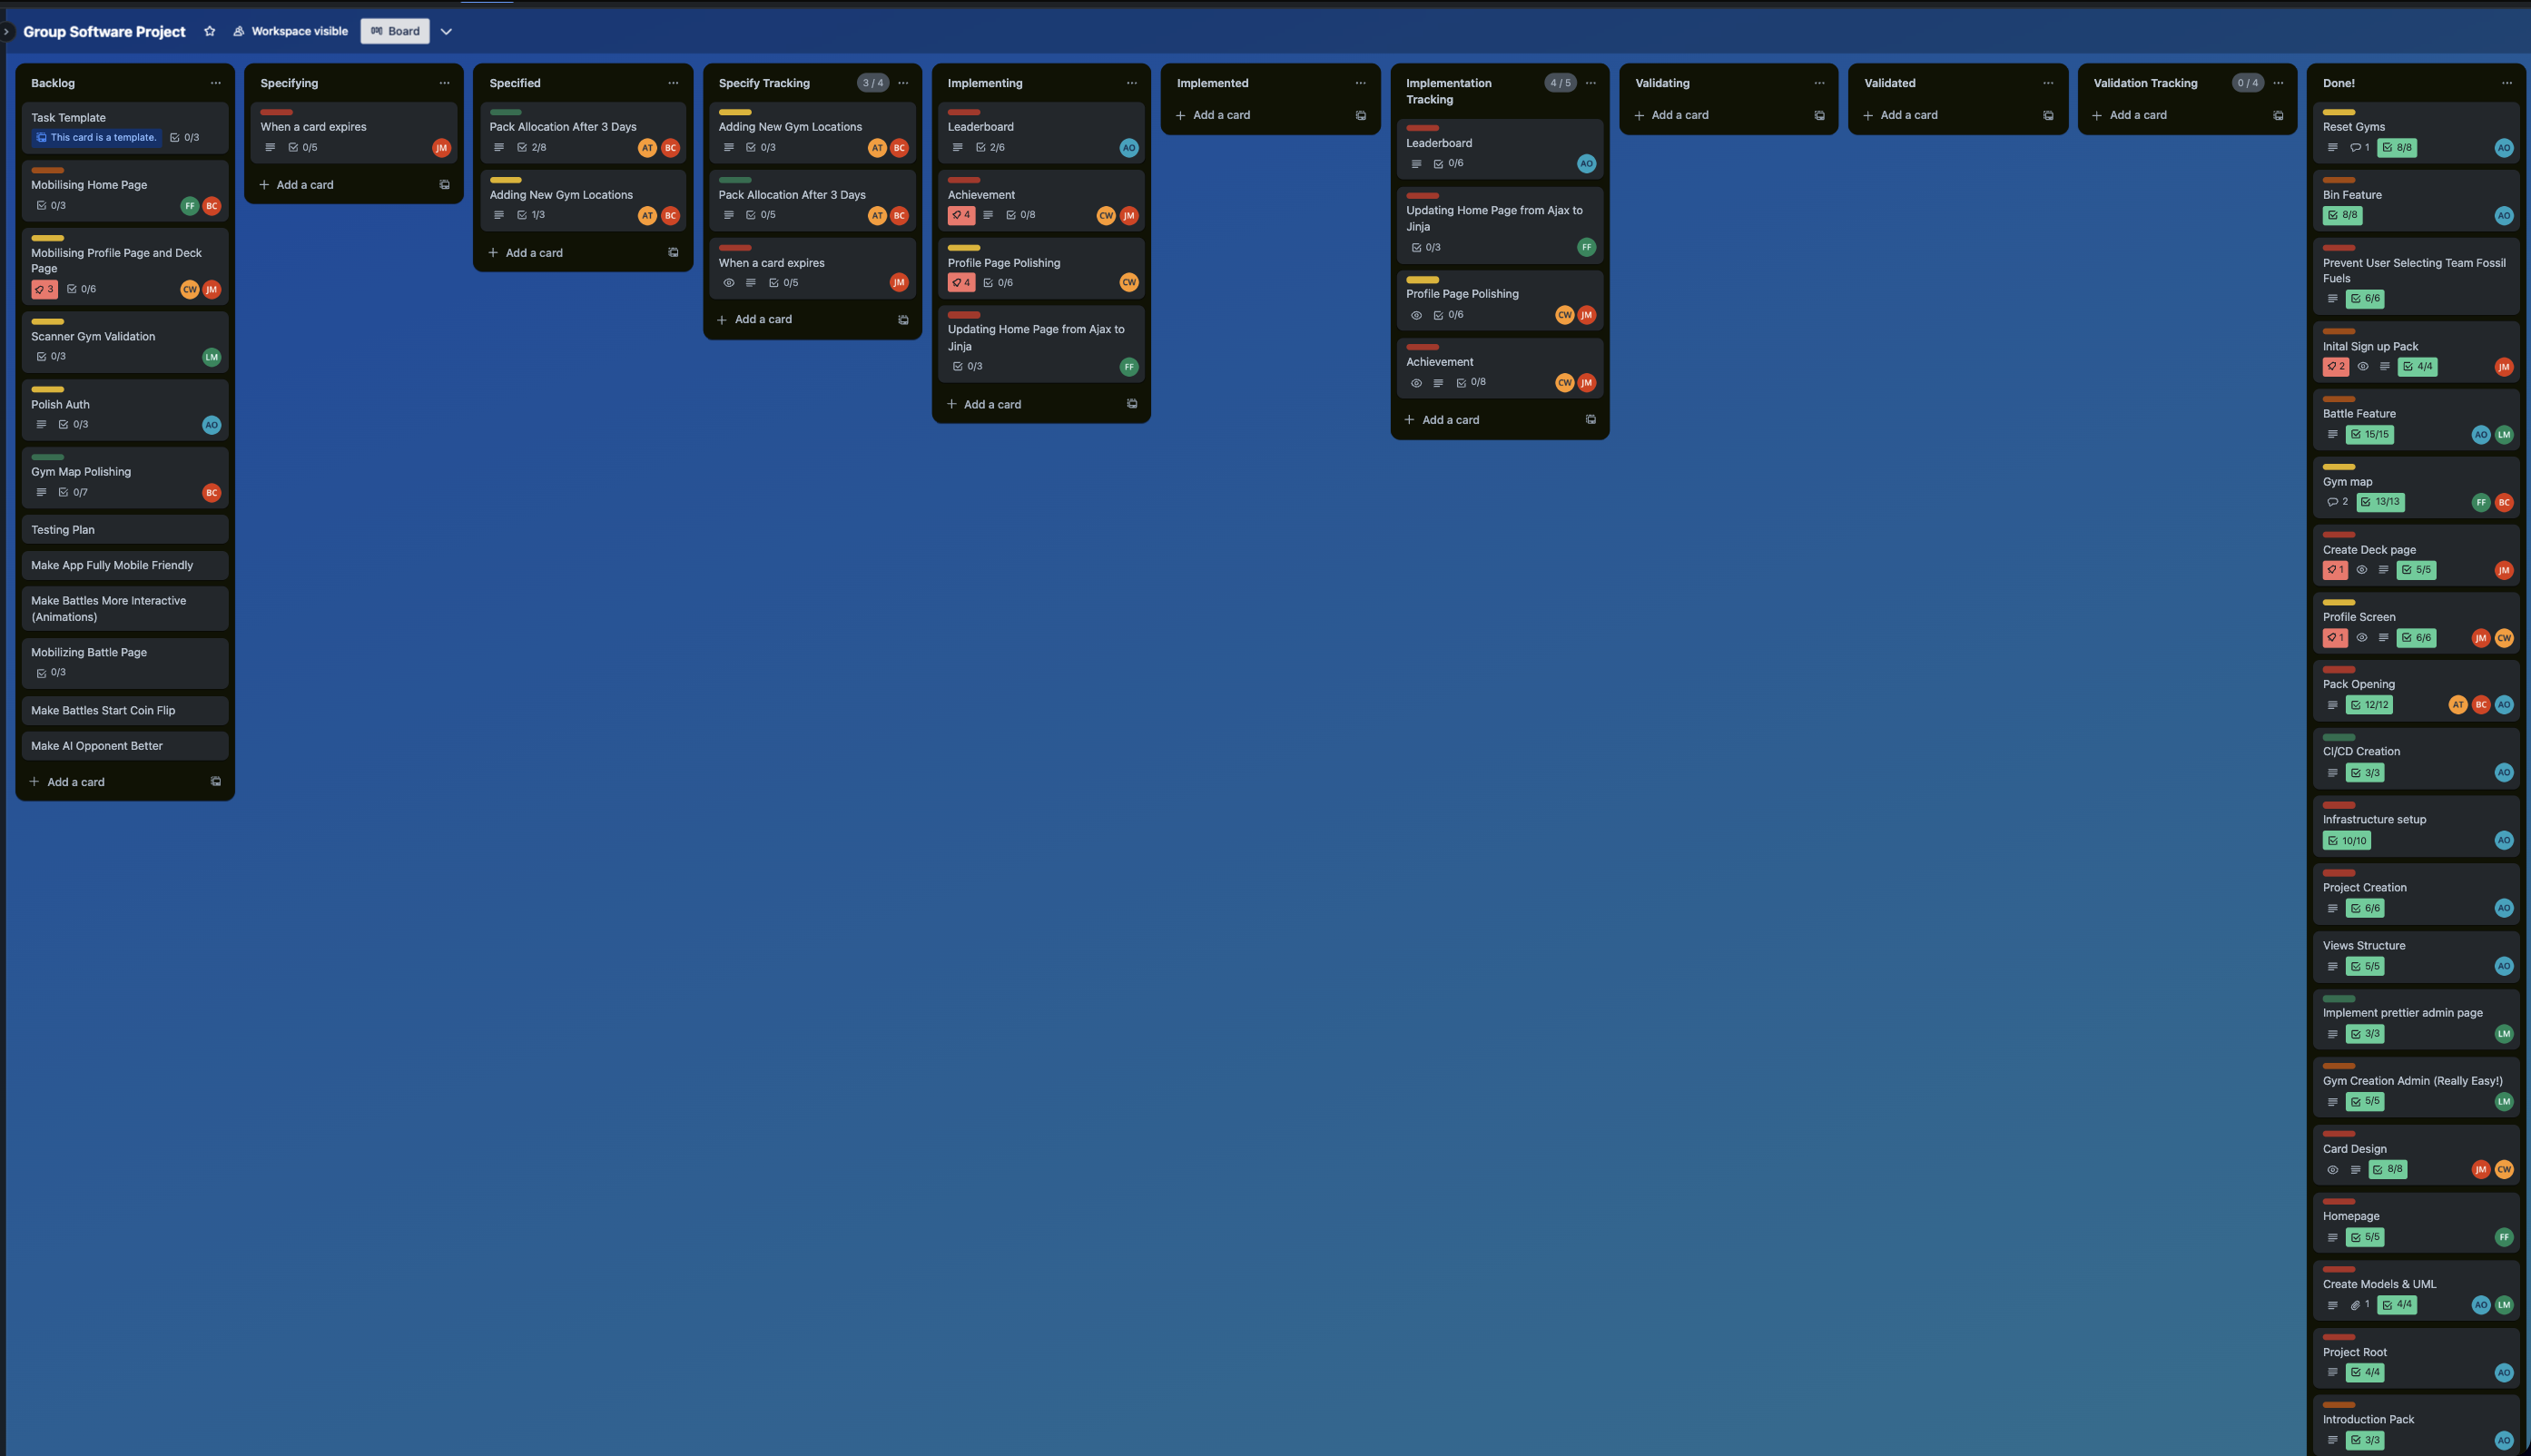 Group Software Project
Workspace visible
Board
Backlog
Task Template
This card is a template.
0/3
Mobilising Home Page
0/3
FF
BC
Mobilising Profile Page and Deck
Page
3
0/6
CW
JM
Scanner Gym Validation
0/3
LM
Polish Auth
0/3
AO
Gym Map Polishing
0/7
BC
Testing Plan
Make App Fully Mobile Friendly
Make Battles More Interactive
(Animations)
Mobilizing Battle Page
0/3
Make Battles Start Coin Flip
Make AI Opponent Better
Add a card
Specifying
When a card expires
0/5
JM
Add a card
Specified
Pack Allocation After 3 Days
2/8
AT
BC
Adding New Gym Locations
1/3
AT
BC
Add a card
Specify Tracking
3 / 4
Adding New Gym Locations
0/3
AT
BC
Pack Allocation After 3 Days
0/5
AT
BC
When a card expires
0/5
JM
Add a card
Implementing
Leaderboard
2/6
AO
Achievement
4
0/8
CW
JM
Profile Page Polishing
4
0/6
CW
Updating Home Page from Ajax to
Jinja
0/3
FF
Add a card
Implemented
Add a card
Implementation
Tracking
4 / 5
Leaderboard
0/6
AO
Updating Home Page from Ajax to
Jinja
0/3
FF
Profile Page Polishing
0/6
CW
JM
Achievement
0/8
CW
JM
Add a card
Validating
Add a card
Validated
Add a card
Validation Tracking
0 / 4
Add a card
Done!
Reset Gyms
1
8/8
AO
Bin Feature
8/8
AO
Prevent User Selecting Team Fossil
Fuels
6/6
Inital Sign up Pack
2
4/4
JM
Battle Feature
15/15
AO
LM
Gym map
2
13/13
FF
BC
Create Deck page
1
5/5
JM
Profile Screen
1
6/6
JM
CW
Pack Opening
12/12
AT
BC
AO
CI/CD Creation
3/3
AO
Infrastructure setup
10/10
AO
Project Creation
6/6
AO
Views Structure
5/5
AO
Implement prettier admin page
3/3
LM
Gym Creation Admin (Really Easy!)
5/5
LM
Card Design
8/8
JM
CW
Homepage
5/5
FF
Create Models & UML
1
4/4
AO
LM
Project Root
4/4
AO
Introduction Pack
3/3
AO